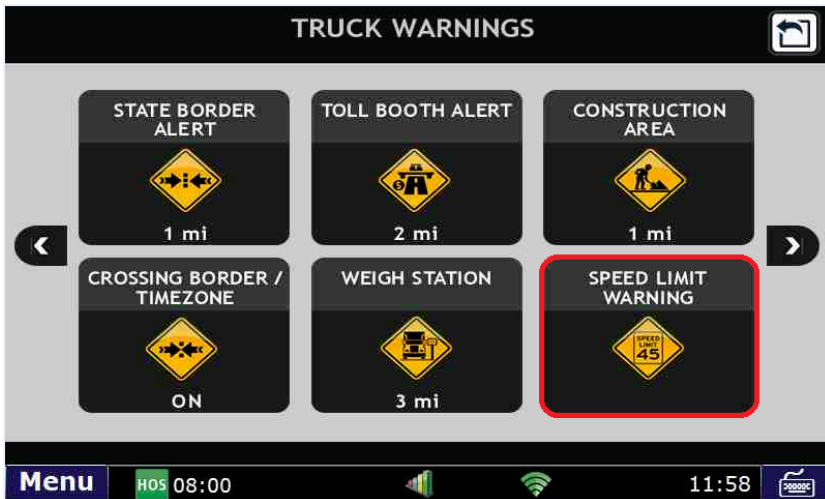 TRUCK WARNINGS
STATE BORDER
ALERT
1 mi
TOLL BOOTH ALERT
$
2 mi
CONSTRUCTION
AREA
1 mi
CROSSING BORDER /
TIMEZONE
ON
WEIGH STATION
3 mi
SPEED LIMIT
WARNING
SPEED
LIMIT
45
Menu
HOS 08:00
11:58